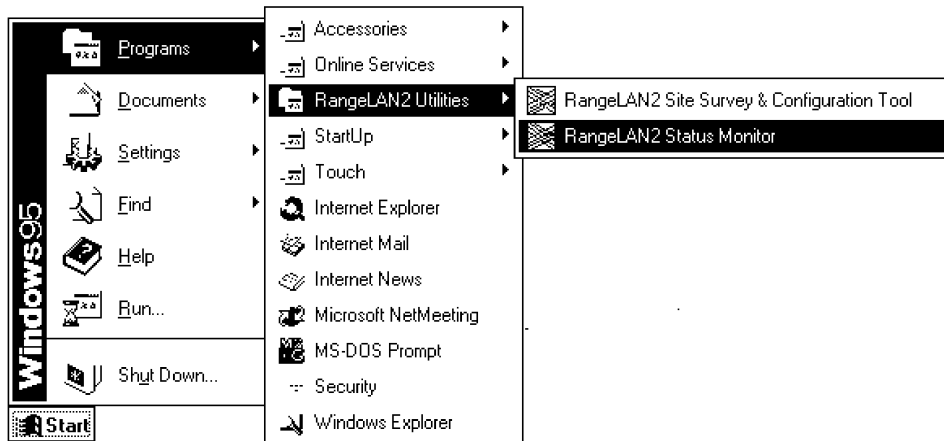 Programs
Documents
Settings
Find
Help
Run...
Shut Down...
Windows95
Start
Accessories
Online Services
RangeLAN2 Utilities
StartUp
Touch
Internet Explorer
Internet Mail
Internet News
Microsoft NetMeeting
MS-DOS Prompt
Security
Windows Explorer
RangeLAN2 Site Survey & Configuration Tool
RangeLAN2 Status Monitor